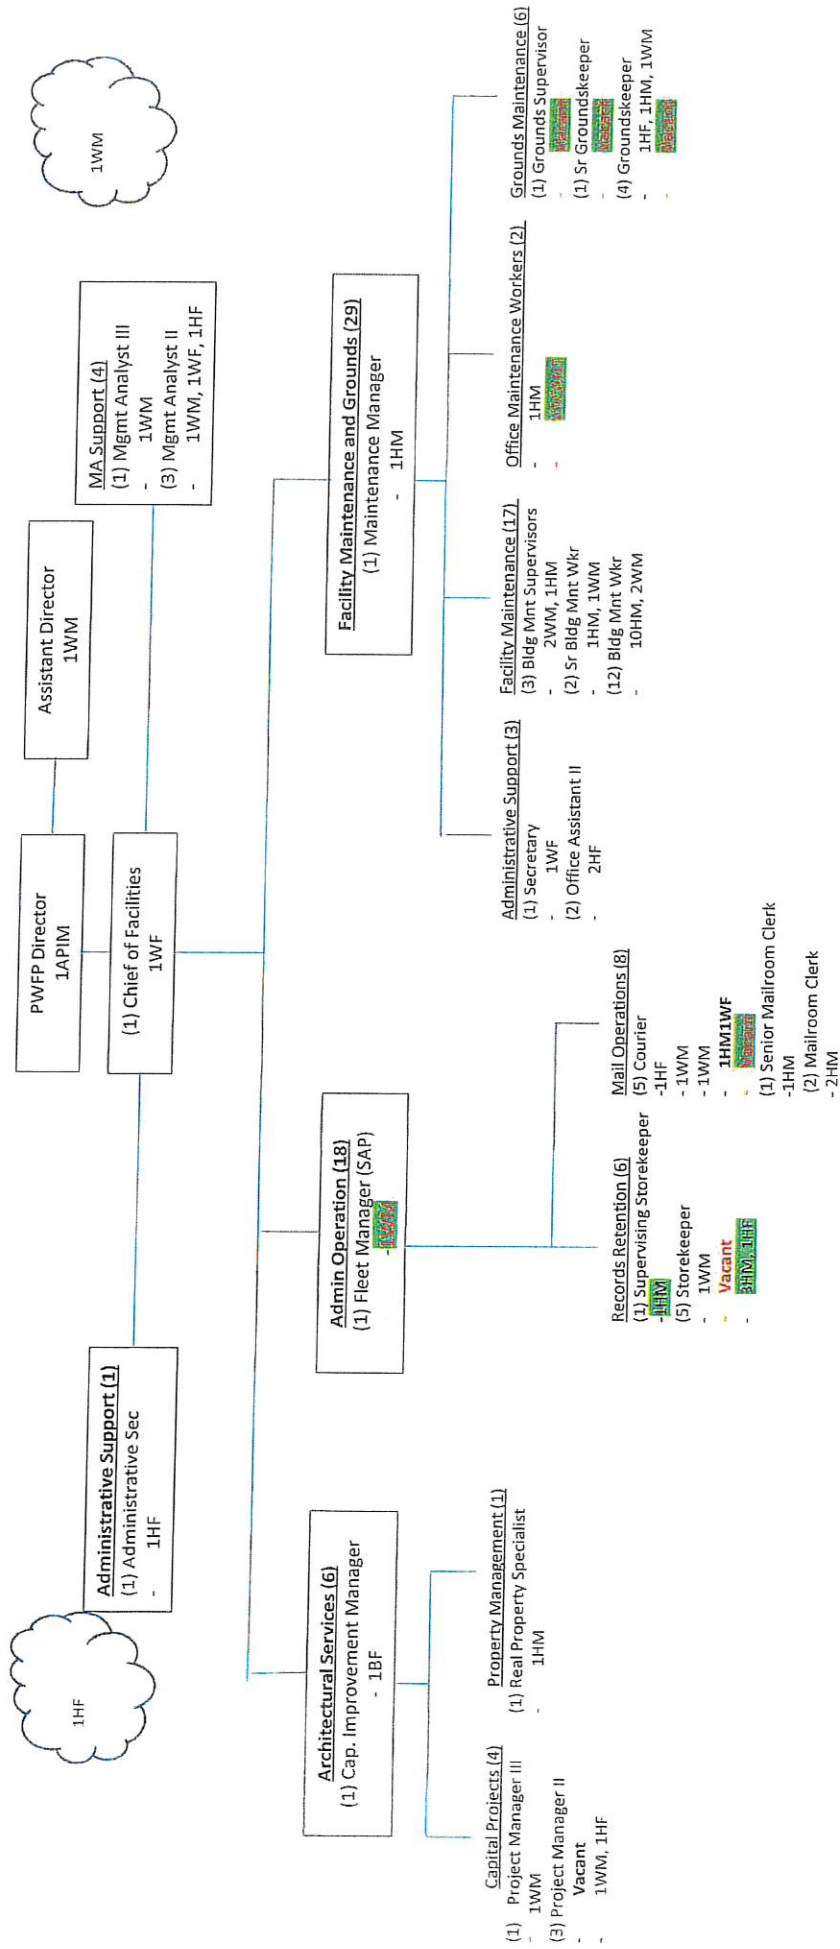 1HF
1WM
PWFP Director
1APIM
Assistant Director
1WM
Administrative Support (1)
(1) Administrative Sec
- 1HF
(1) Chief of Facilities
1WF
MA Support (4)
(1) Mgmt Analyst III
- 1WM
(3) Mgmt Analyst II
- 1WM, 1WF, 1HF
Architectural Services (6)
(1) Cap. Improvement Manager
- 1BF
Admin Operation (18)
(1) Fleet Manager (SAP)
-1WM
Facility Maintenance and Grounds (29)
(1) Maintenance Manager
- 1HM
Capital Projects (4)
(1) Project Manager III
- 1WM
(3) Project Manager II
- Vacant
- 1WM, 1HF
Property Management (1)
(1) Real Property Specialist
- 1HM
Records Retention (6)
(1) Supervising Storekeeper
-1HM
(5) Storekeeper
- 1WM
- Vacant
- 3HM, 1HF
Mail Operations (8)
(5) Courier
-1HF
- 1WM
- 1WM
- 1HM1WF
- Vacant
(1) Senior Mailroom Clerk
-1HM
(2) Mailroom Clerk
- 2HM
Administrative Support (3)
(1) Secretary
- 1WF
(2) Office Assistant II
- 2HF
Facility Maintenance (17)
(3) Bldg Mnt Supervisors
- 2WM, 1HM
(2) Sr Bldg Mnt Wkr
- 1HM, 1WM
(12) Bldg Mnt Wkr
- 10HM, 2WM
Office Maintenance Workers (2)
- 1HM
-
Grounds Maintenance (6)
(1) Grounds Supervisor
- Vacant
(1) Sr Groundskeeper
- Vacant
(4) Groundskeeper
- 1HF, 1HM, 1WM
- Vacant